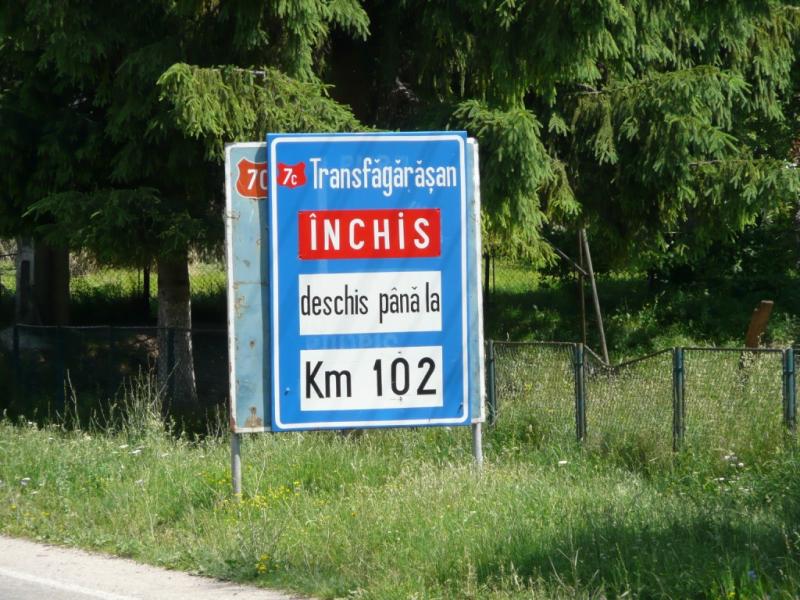 7C Transfăgărășan
ÎNCHIS
deschis până la
Km 102